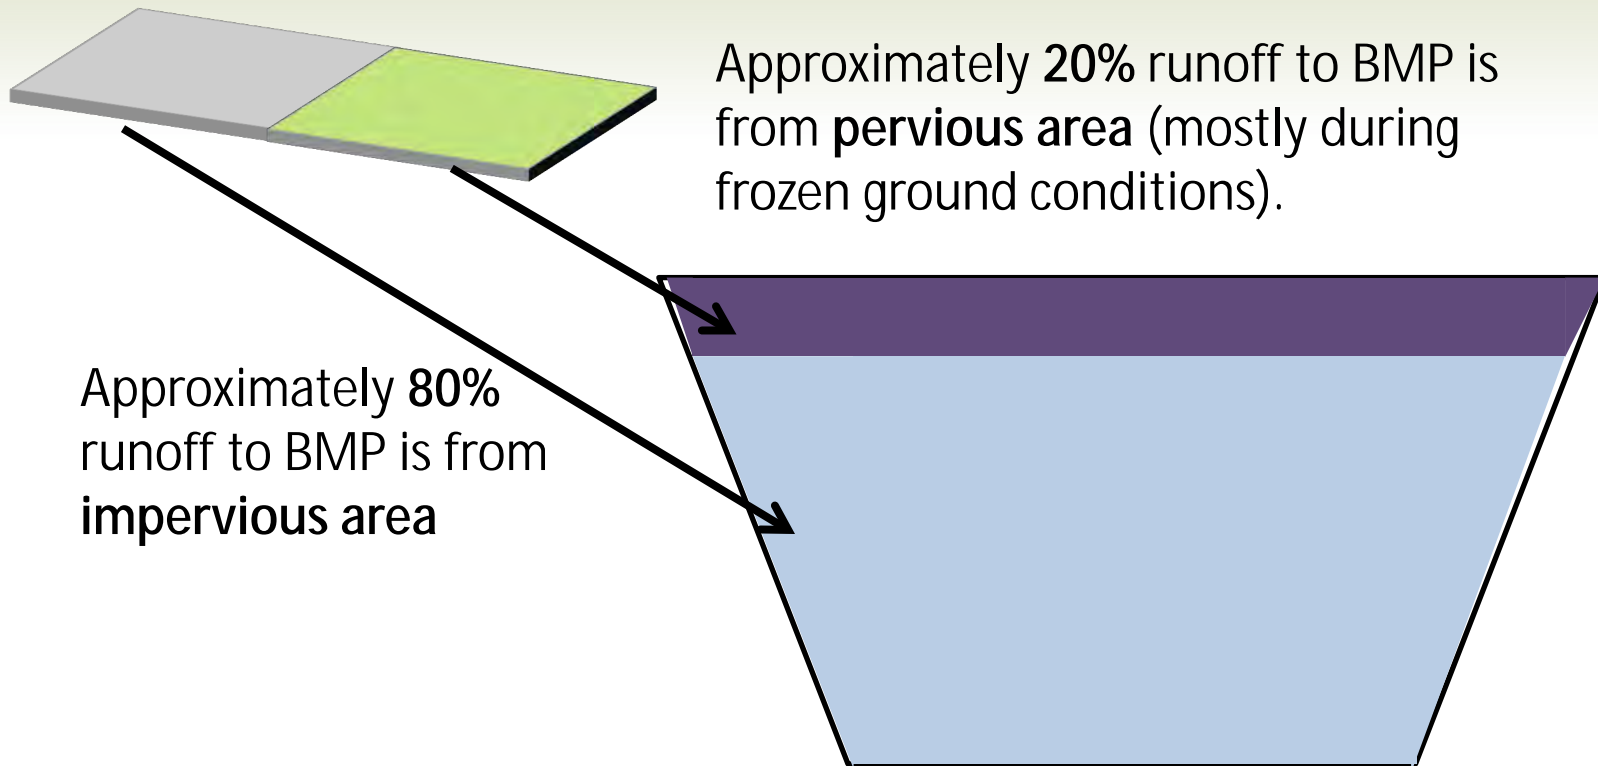 Approximately 20% runoff to BMP is
from pervious area (mostly during
frozen ground conditions).
Approximately 80%
runoff to BMP is from
impervious area